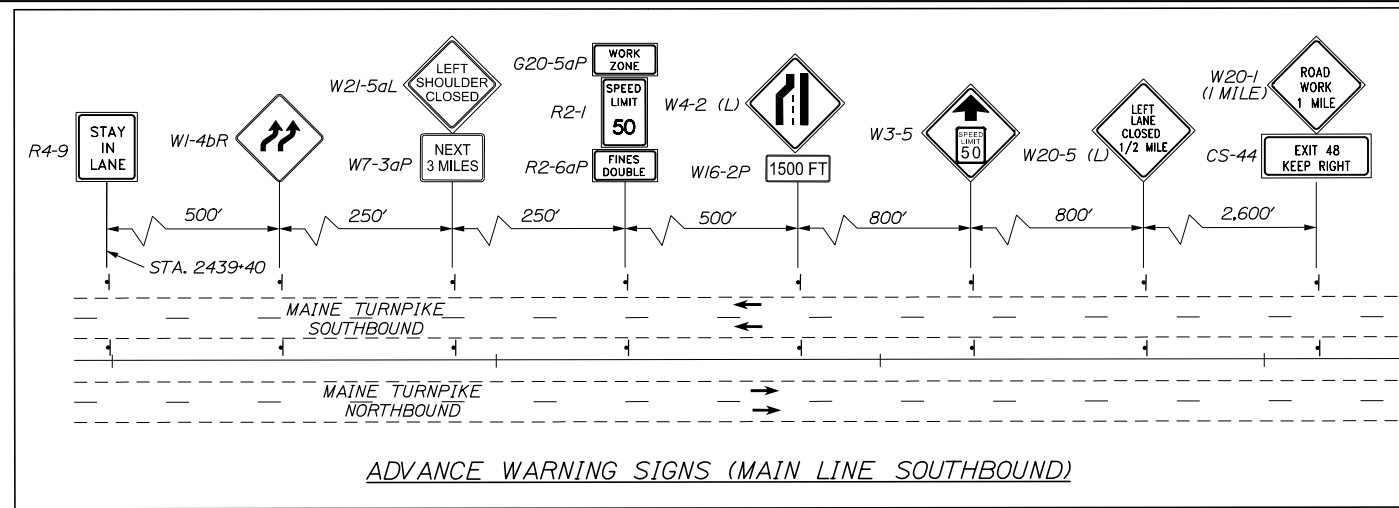 R4-9
STAY
IN
LANE
W1-4bR
W21-5aL
LEFT
SHOULDER
CLOSED
W7-3aP
NEXT
3 MILES
G20-5aP
WORK
ZONE
R2-1
SPEED
LIMIT
50
R2-6aP
FINES
DOUBLE
W4-2 (L)
W16-2P
1500 FT
W3-5
SPEED
LIMIT
50
W20-5 (L)
LEFT
LANE
CLOSED
1/2 MILE
W20-1
(1 MILE)
ROAD
WORK
1 MILE
CS-44
EXIT 48
KEEP RIGHT
500' 250' 250' 500' 800' 800' 2,600'
STA. 2439+40
MAINE TURNPIKE
SOUTHBOUND
MAINE TURNPIKE
NORTHBOUND
ADVANCE WARNING SIGNS (MAIN LINE SOUTHBOUND)